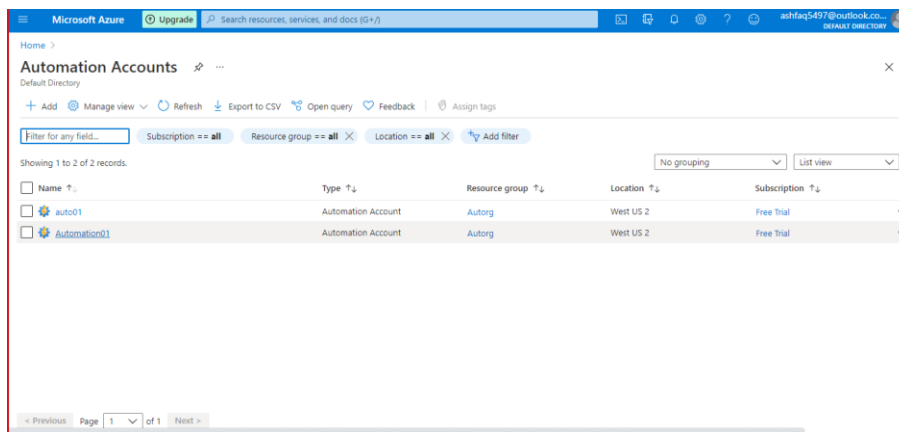 Microsoft Azure Upgrade Search resources, services, and docs (G+/) ashfaq5497@outlook.co...
DEFAULT DIRECTORY
Home >
Automation Accounts ...
Default Directory
+ Add Manage view Refresh Export to CSV Open query Feedback Assign tags
Filter for any field... Subscription == all Resource group == all Location == all Add filter
Showing 1 to 2 of 2 records. No grouping List view
Name Type Resource group Location Subscription
auto01 Automation Account Autorg West US 2 Free Trial
Automation01 Automation Account Autorg West US 2 Free Trial
< Previous Page 1 of 1 Next >